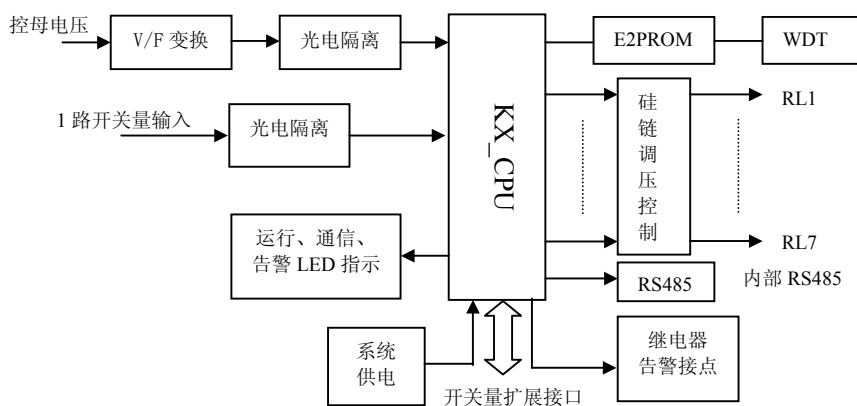 控母电压
V/F 变换
光电隔离
E2PROM
WDT
1 路开关量输入
光电隔离
KX_CPU
硅链调压控制
RL1
RL7
运行、通信、
告警 LED 指示
RS485
内部 RS485
系统
供电
继电器
告警接点
开关量扩展接口